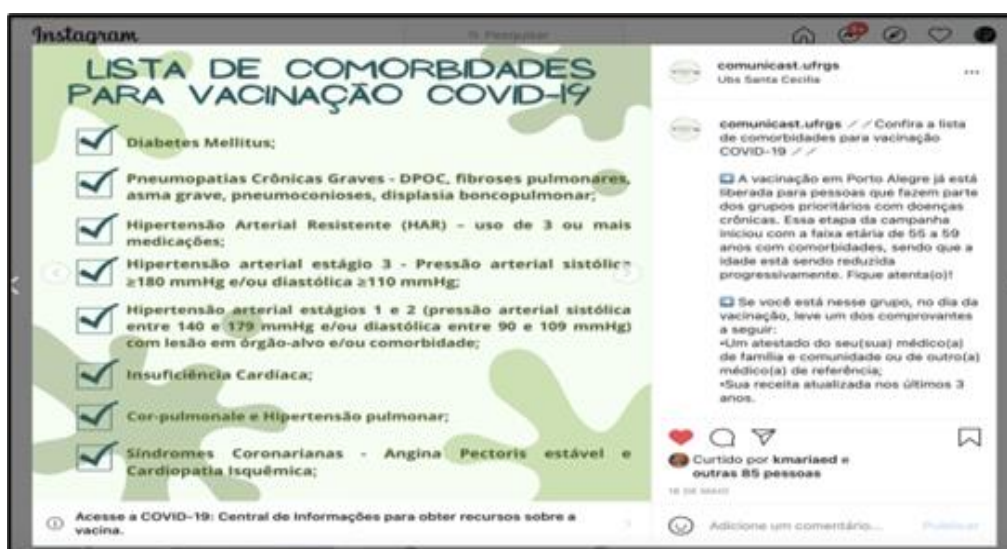 Instagram
Pesquisar
LISTA DE COMORBIDADES
PARA VACINAÇÃO COVID-19
Diabetes Mellitus;
Pneumopatias Crônicas Graves - DPOC, fibroses pulmonares,
asma grave, pneumoconioses, displasia boncopulmonar;
Hipertensão Arterial Resistente (HAR) – uso de 3 ou mais
medicações;
Hipertensão arterial estágio 3 - Pressão arterial sistólica
≥180 mmHg e/ou diastólica ≥110 mmHg;
Hipertensão arterial estágios 1 e 2 (pressão arterial sistólica
entre 140 e 179 mmHg e/ou diastólica entre 90 e 109 mmHg)
com lesão em órgão-alvo e/ou comorbidade;
Insuficiência Cardíaca;
Cor-pulmonale e Hipertensão pulmonar;
Síndromes Coronarianas - Angina Pectoris estável e
Cardiopatia Isquêmica;
Acesse a COVID-19: Central de Informações para obter recursos sobre a
vacina.
comunicast.ufrgs
Ubs Santa Cecilia
comunicast.ufrgs Confira a lista
de comorbidades para vacinação
COVID-19
A vacinação em Porto Alegre já está
liberada para pessoas que fazem parte
dos grupos prioritários com doenças
crônicas. Essa etapa da campanha
iniciou com a faixa etária de 55 a 59
anos com comorbidades, sendo que a
idade está sendo reduzida
progressivamente. Fique atenta(o)!
Se você está nesse grupo, no dia da
vacinação, leve um dos comprovantes
a seguir:
•Um atestado do seu(sua) médico(a)
de família e comunidade ou de outro(a)
médico(a) de referência;
•Sua receita atualizada nos últimos 3
anos.
Curtido por kmariaed e
outras 85 pessoas
DE MAIO
Adicione um comentário...
Publicar